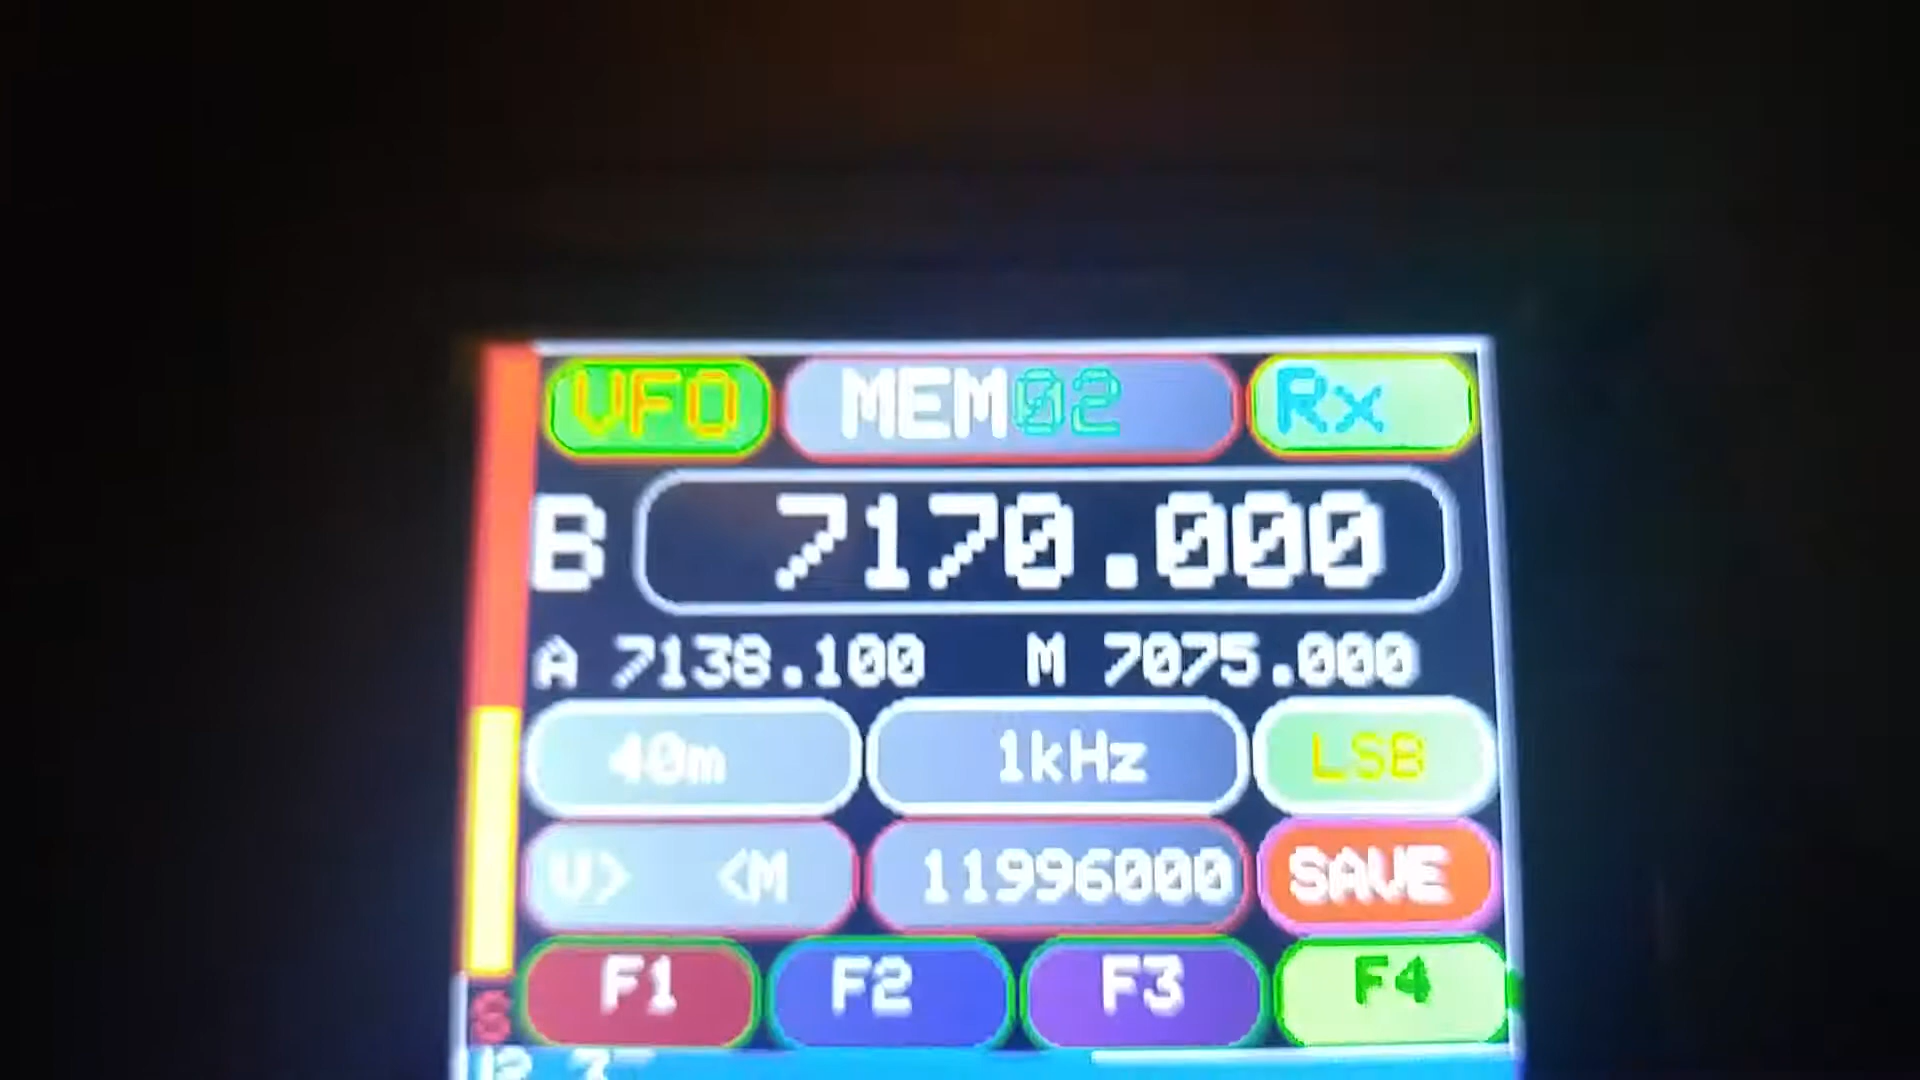 VFO MEM02 Rx
B 7170.000
A 7138.100 M 7075.000
40m 1kHz LSB
V> <M 11996000 SAVE
F1 F2 F3 F4
S